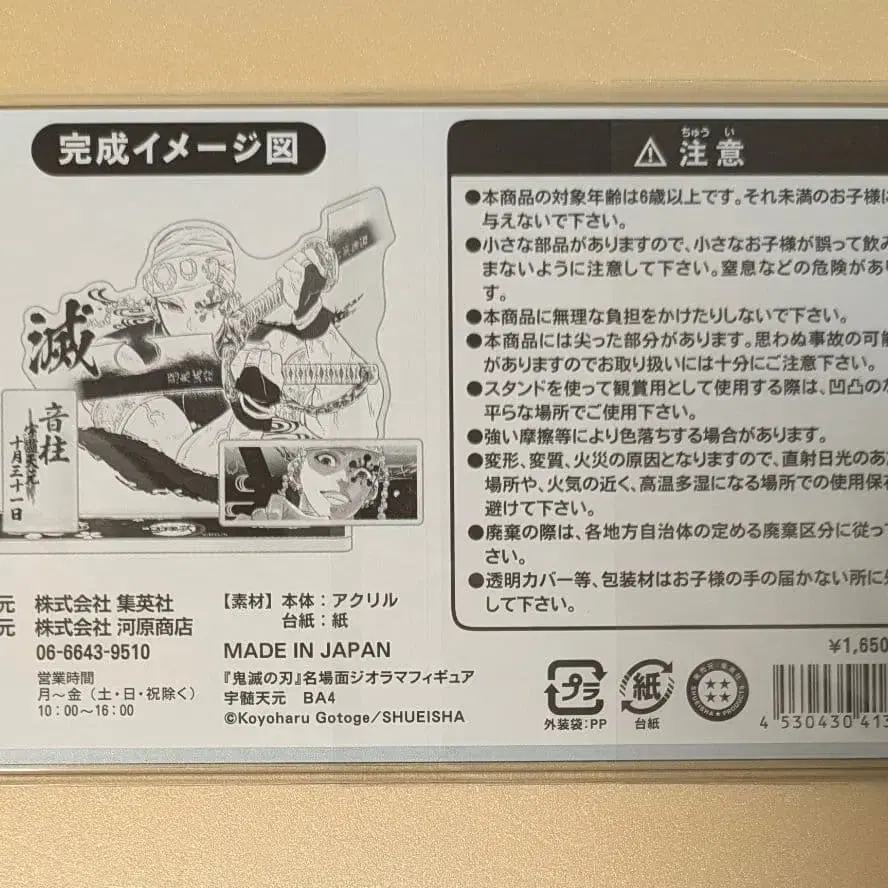 完成イメージ図
滅
音柱
宇髄天元
十月三十一日
元 株式会社 集英社
元 株式会社 河原商店
06-6643-9510
営業時間
月～金（土・日・祝除く）
10：00～16：00
【素材】本体：アクリル
台紙：紙
MADE IN JAPAN
『鬼滅の刃』名場面ジオラマフィギュア
宇髄天元 BA4
©Koyoharu Gotoge/SHUEISHA
ちゅう い
注意
●本商品の対象年齢は6歳以上です。それ未満のお子様に
与えないで下さい。
●小さな部品がありますので、小さなお子様が誤って飲み
まないように注意して下さい。窒息などの危険があり
す。
●本商品に無理な負担をかけたりしないで下さい。
●本商品には尖った部分があります。思わぬ事故の可能
がありますのでお取り扱いには十分にご注意下さい。
●スタンドを使って観賞用として使用する際は、凹凸のな
平らな場所でご使用下さい。
●強い摩擦等により色落ちする場合があります。
●変形、変質、火災の原因となりますので、直射日光のあ
場所や、火気の近く、高温多湿になる場所での使用保存
避けて下さい。
●廃棄の際は、各地方自治体の定める廃棄区分に従っ
さい。
●透明カバー等、包装材はお子様の手の届かない所に
して下さい。
¥1,650
プラ
外装袋：PP
紙
台紙
発売元・集英社
SHUEISHA PRODUCTS
4 530430 413